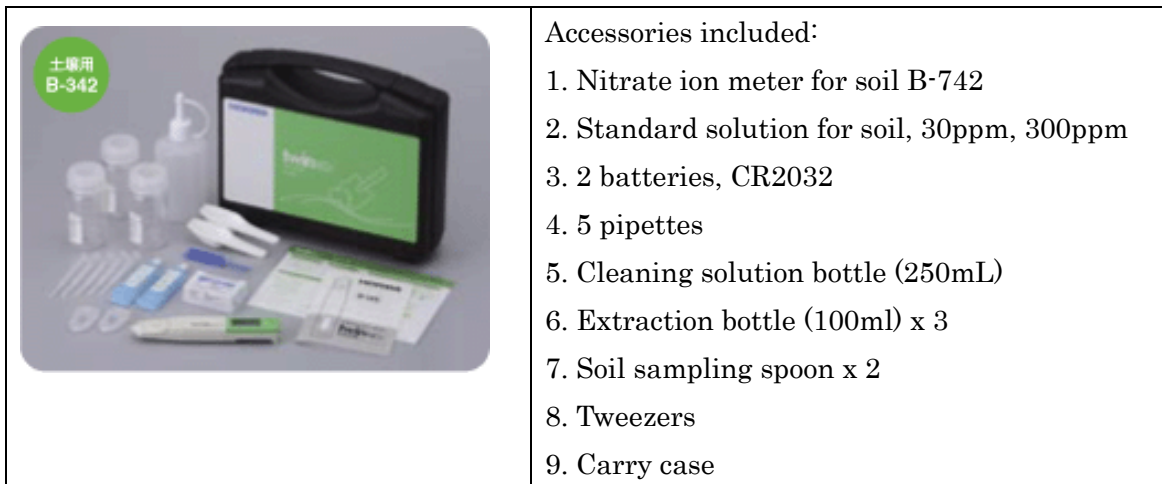 土壌用
B-342
twin
Accessories included:
1. Nitrate ion meter for soil B-742
2. Standard solution for soil, 30ppm, 300ppm
3. 2 batteries, CR2032
4. 5 pipettes
5. Cleaning solution bottle (250mL)
6. Extraction bottle (100ml) x 3
7. Soil sampling spoon x 2
8. Tweezers
9. Carry case